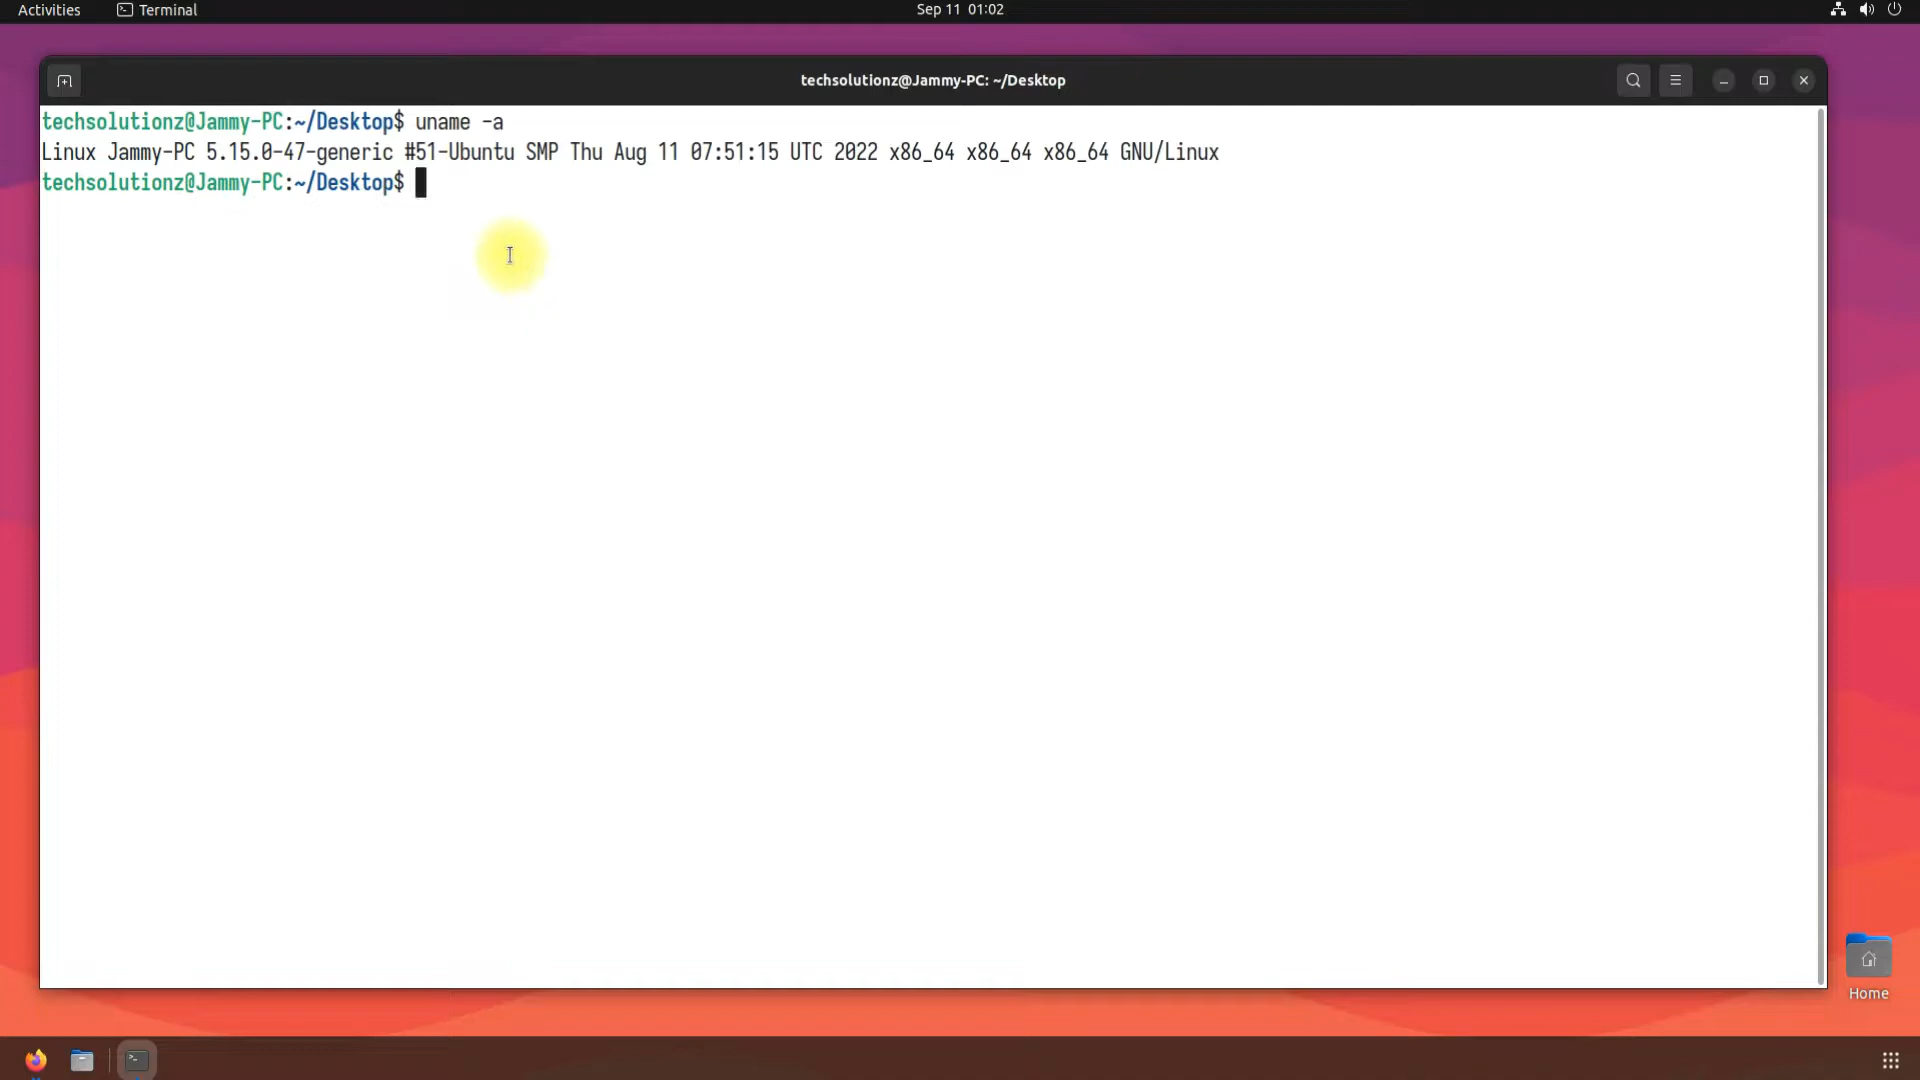 Activities
Terminal
Sep 11 01:02
techsolutionz@Jammy-PC: ~/Desktop
techsolutionz@Jammy-PC:~/Desktop$ uname -a
Linux Jammy-PC 5.15.0-47-generic #51-Ubuntu SMP Thu Aug 11 07:51:15 UTC 2022 x86_64 x86_64 x86_64 GNU/Linux
techsolutionz@Jammy-PC:~/Desktop$
Home